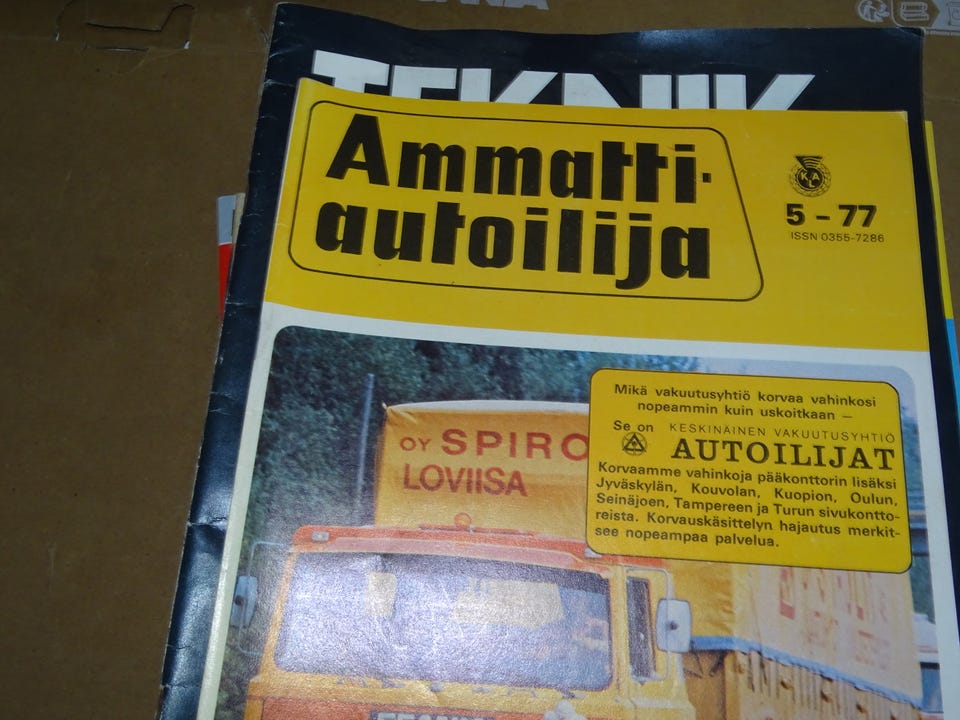 TEKNIK
Ammatti-
autoilija
KAL
5 - 77
ISSN 0355-7286
Mikä vakuutusyhtiö korvaa vahinkosi
nopeammin kuin uskoitkaan —
Se on KESKINÄINEN VAKUUTUSYHTIÖ
AUTOILIJAT
Korvaamme vahinkoja pääkonttorin lisäksi
Jyväskylän, Kouvolan, Kuopion, Oulun,
Seinäjoen, Tampereen ja Turun sivukontto-
reista. Korvauskäsittelyn hajautus merkit-
see nopeampaa palvelua.
OY SPIRO
LOVIISA